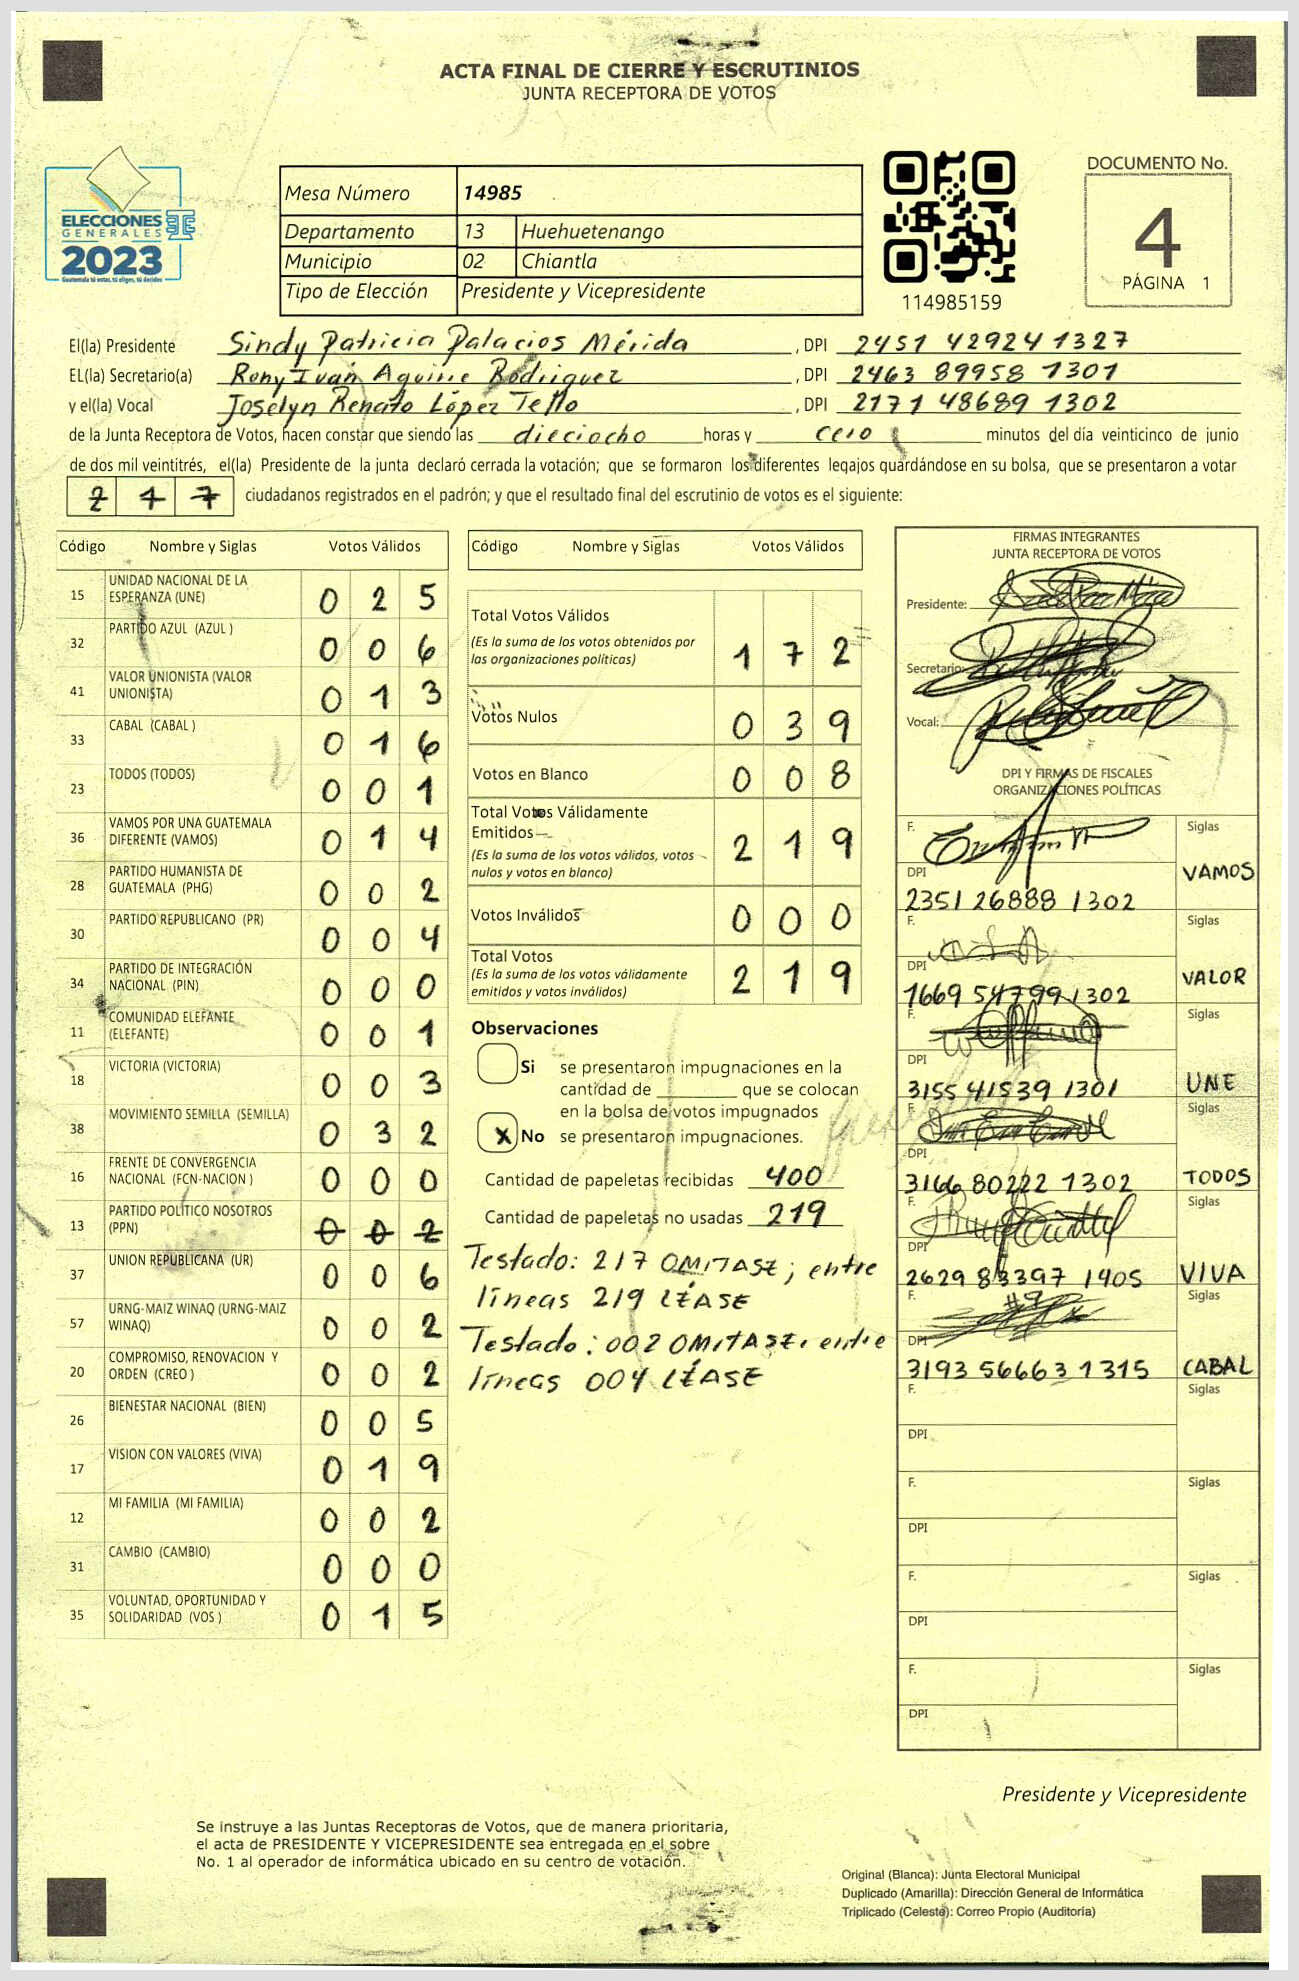 ACTA FINAL DE CIERRE Y ESCRUTINIOS
JUNTA RECEPTORA DE VOTOS
ELECCIONES
GENERALES
2023
Guatemala tú votas, tú eliges, tú decides
Mesa Número 14985
Departamento 13 Huehuetenango
Municipio 02 Chiantla
Tipo de Elección Presidente y Vicepresidente
114985159
DOCUMENTO No.
4
PÁGINA 1
El(la) Presidente Sindy Patricia Palacios Mérida , DPI 2451 42924 1327
EL(la) Secretario(a) Rony Iván Aguirre Rodriguez , DPI 2463 89958 1301
y el(la) Vocal Joselyn Renato López Tello , DPI 2171 48689 1302
de la Junta Receptora de Votos, hacen constar que siendo las dieciocho horas y cero minutos del día veinticinco de junio
de dos mil veintitrés, el(la) Presidente de la junta declaró cerrada la votación; que se formaron los diferentes legajos guardándose en su bolsa, que se presentaron a votar
2 4 7 ciudadanos registrados en el padrón; y que el resultado final del escrutinio de votos es el siguiente:
Código Nombre y Siglas Votos Válidos
15 UNIDAD NACIONAL DE LA ESPERANZA (UNE) 0 2 5
32 PARTIDO AZUL (AZUL ) 0 0 6
41 VALOR UNIONISTA (VALOR UNIONISTA) 0 1 3
33 CABAL (CABAL ) 0 1 6
23 TODOS (TODOS) 0 0 1
36 VAMOS POR UNA GUATEMALA DIFERENTE (VAMOS) 0 1 4
28 PARTIDO HUMANISTA DE GUATEMALA (PHG) 0 0 2
30 PARTIDO REPUBLICANO (PR) 0 0 4
34 PARTIDO DE INTEGRACIÓN NACIONAL (PIN) 0 0 0
11 COMUNIDAD ELEFANTE (ELEFANTE) 0 0 1
18 VICTORIA (VICTORIA) 0 0 3
38 MOVIMIENTO SEMILLA (SEMILLA) 0 3 2
16 FRENTE DE CONVERGENCIA NACIONAL (FCN-NACION ) 0 0 0
13 PARTIDO POLÍTICO NOSOTROS (PPN) 0 0 2
37 UNION REPUBLICANA (UR) 0 0 6
57 URNG-MAIZ WINAQ (URNG-MAIZ WINAQ) 0 0 2
20 COMPROMISO, RENOVACION Y ORDEN (CREO ) 0 0 2
26 BIENESTAR NACIONAL (BIEN) 0 0 5
17 VISION CON VALORES (VIVA) 0 1 9
12 MI FAMILIA (MI FAMILIA) 0 0 2
31 CAMBIO (CAMBIO) 0 0 0
35 VOLUNTAD, OPORTUNIDAD Y SOLIDARIDAD (VOS ) 0 1 5
Código Nombre y Siglas Votos Válidos
Total Votos Válidos
(Es la suma de los votos obtenidos por
las organizaciones políticas) 1 7 2
Votos Nulos 0 3 9
Votos en Blanco 0 0 8
Total Votos Válidamente
Emitidos
(Es la suma de los votos válidos, votos
nulos y votos en blanco) 2 1 9
Votos Inválidos 0 0 0
Total Votos
(Es la suma de los votos válidamente
emitidos y votos inválidos) 2 1 9
Observaciones
Si se presentaron impugnaciones en la
cantidad de ________ que se colocan
en la bolsa de votos impugnados
X No se presentaron impugnaciones.
Cantidad de papeletas recibidas 400
Cantidad de papeletas no usadas 219
Testado: 217 OMITASE; entre
líneas 219 LÉASE
Testado: 002 OMITASE; entre
líneas 004 LÉASE
FIRMAS INTEGRANTES
JUNTA RECEPTORA DE VOTOS
Presidente:
Secretario:
Vocal:
DPI Y FIRMAS DE FISCALES
ORGANIZACIONES POLÍTICAS
F. Siglas
DPI VAMOS
2351 26888 1302
F. Siglas
DPI VALOR
1669 54799 1302
F. Siglas
DPI UNE
3155 41539 1301
F. Siglas
DPI TODOS
3166 80222 1302
F. Siglas
DPI VIVA
2629 83397 1405
F. Siglas
DPI CABAL
3193 56663 1315
F. Siglas
DPI
F. Siglas
DPI
F. Siglas
DPI
F. Siglas
DPI
Presidente y Vicepresidente
Se instruye a las Juntas Receptoras de Votos, que de manera prioritaria,
el acta de PRESIDENTE Y VICEPRESIDENTE sea entregada en el sobre
No. 1 al operador de informática ubicado en su centro de votación.
Original (Blanca): Junta Electoral Municipal
Duplicado (Amarilla): Dirección General de Informática
Triplicado (Celeste): Correo Propio (Auditoría)